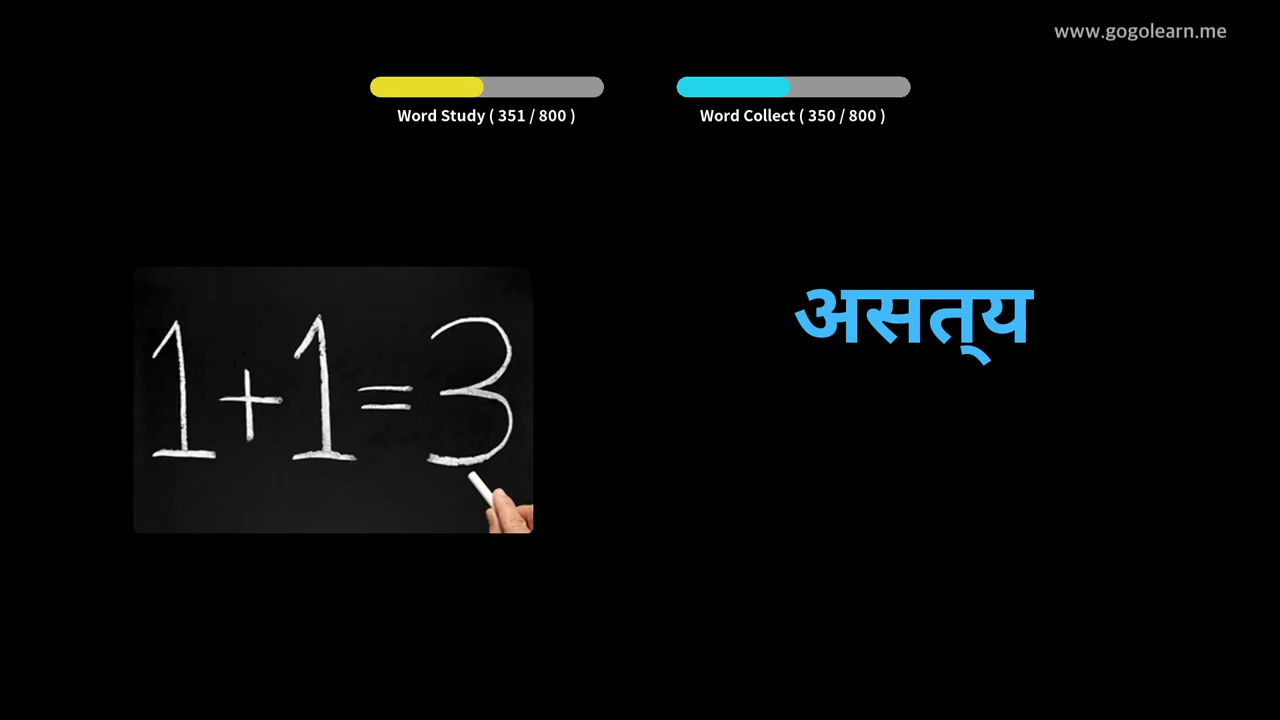 www.gogolearn.me
Word Study ( 351 / 800 )
Word Collect ( 350 / 800 )
1+1=3
असत्‌य